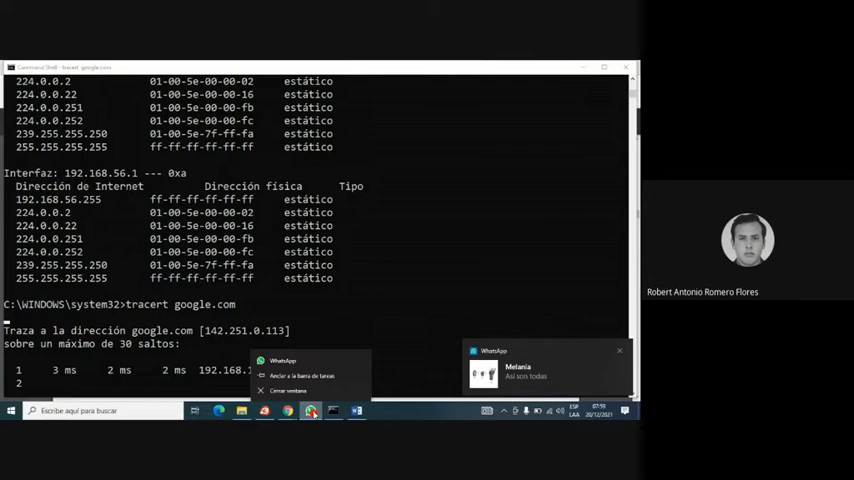 Command Shell - tracert google.com
224.0.0.2 01-00-5e-00-00-02 estático
224.0.0.22 01-00-5e-00-00-16 estático
224.0.0.251 01-00-5e-00-00-fb estático
224.0.0.252 01-00-5e-00-00-fc estático
239.255.255.250 01-00-5e-7f-ff-fa estático
255.255.255.255 ff-ff-ff-ff-ff-ff estático
Interfaz: 192.168.56.1 --- 0xa
Dirección de Internet Dirección física Tipo
192.168.56.255 ff-ff-ff-ff-ff-ff estático
224.0.0.2 01-00-5e-00-00-02 estático
224.0.0.22 01-00-5e-00-00-16 estático
224.0.0.251 01-00-5e-00-00-fb estático
224.0.0.252 01-00-5e-00-00-fc estático
239.255.255.250 01-00-5e-7f-ff-fa estático
255.255.255.255 ff-ff-ff-ff-ff-ff estático
C:\WINDOWS\system32>tracert google.com
Traza a la dirección google.com [142.251.0.113]
sobre un máximo de 30 saltos:
1 3 ms 2 ms 2 ms 192.168.1
2
WhatsApp
Anclar a la barra de tareas
Cerrar ventana
WhatsApp
Melania
Así son todas
Escribe aquí para buscar
ESP
07:59
20/12/2021
Robert Antonio Romero Flores